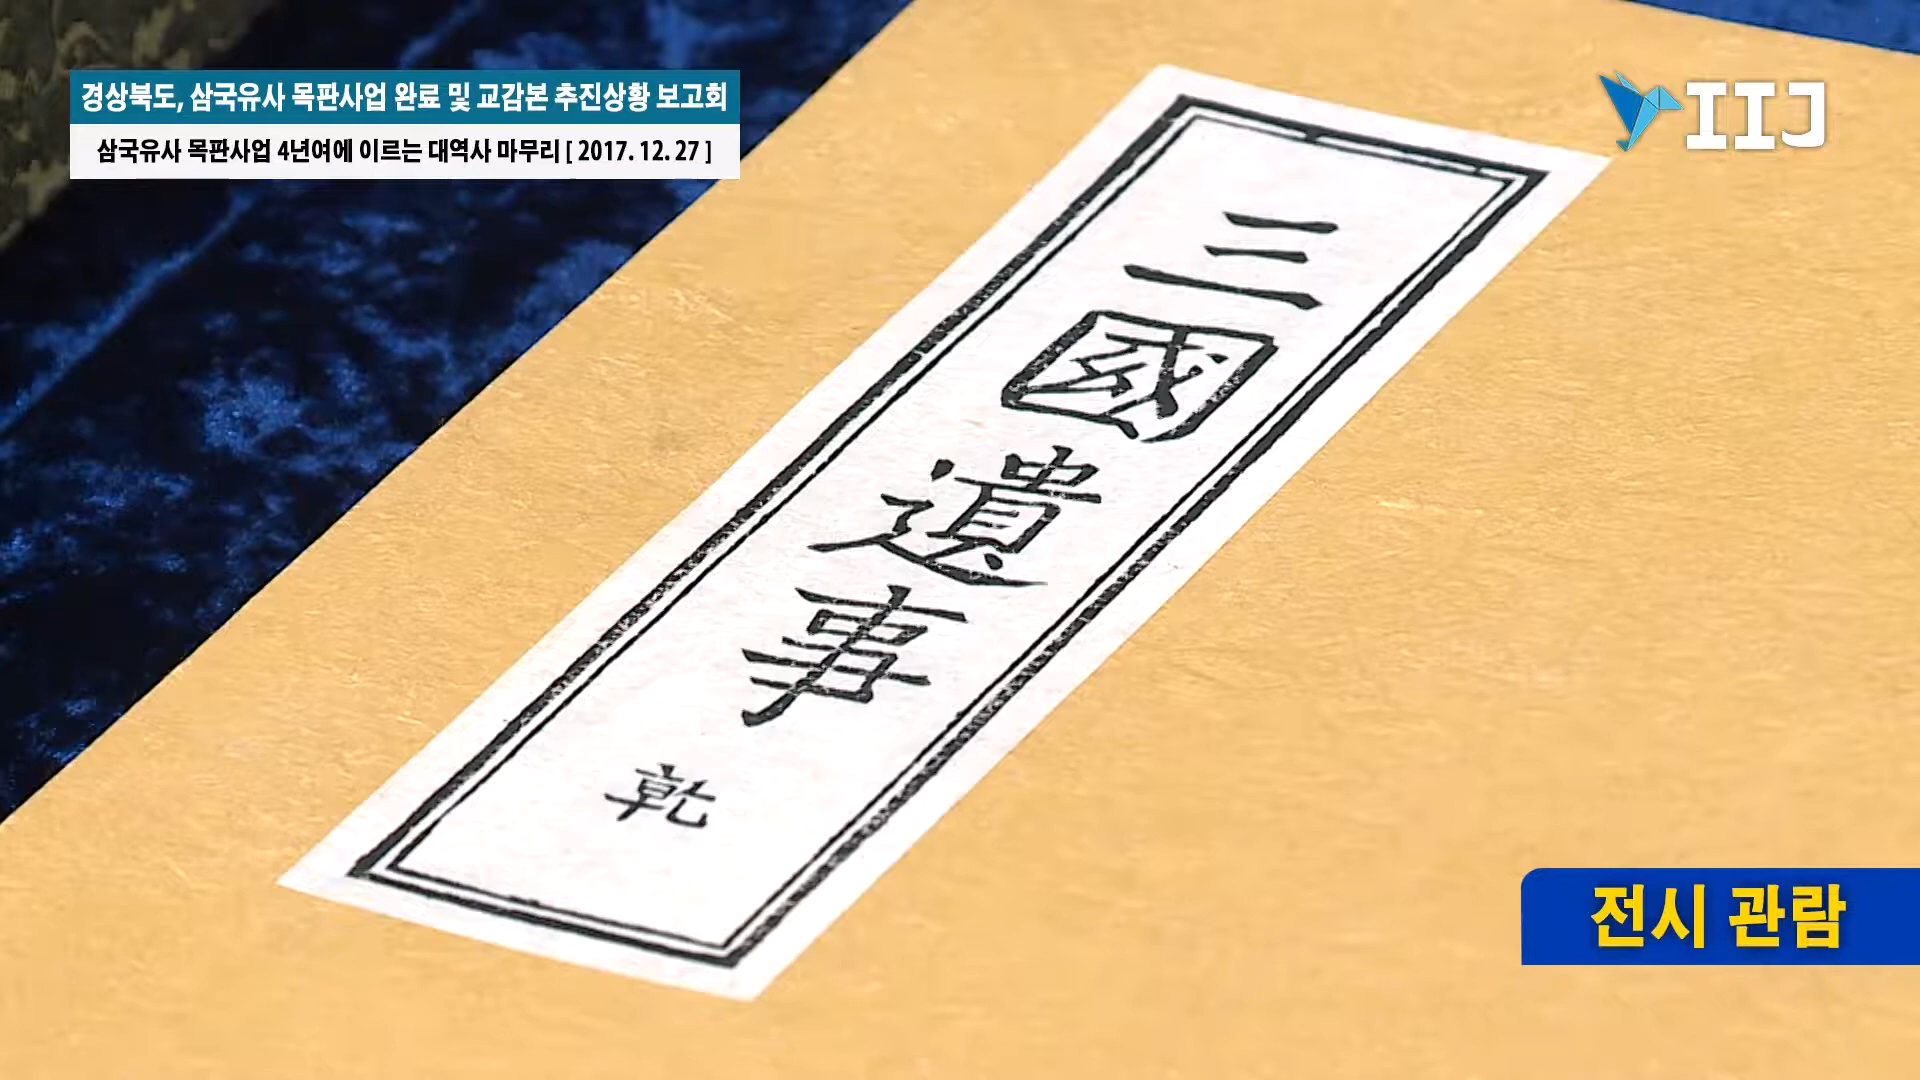 경상북도, 삼국유사 목판사업 완료 및 교감본 추진상황 보고회
삼국유사 목판사업 4년여에 이르는 대역사 마무리 [ 2017. 12. 27 ]
IIJ
三國遺事
乾
전시 관람